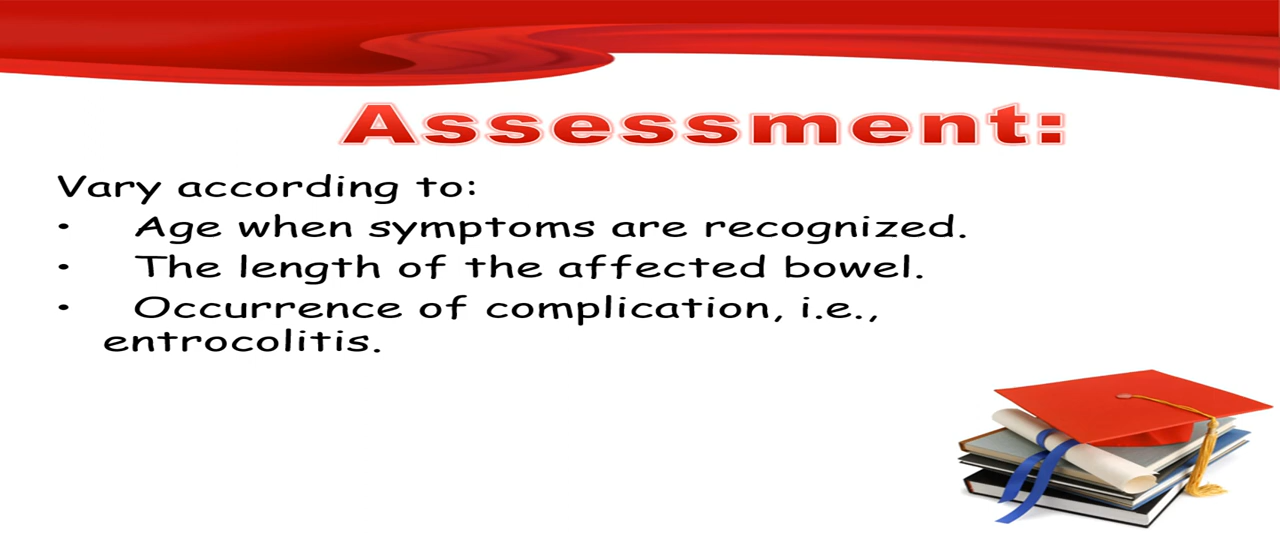 Assessment:
Vary according to:
• Age when symptoms are recognized.
• The length of the affected bowel.
• Occurrence of complication, i.e.,
entrocolitis.